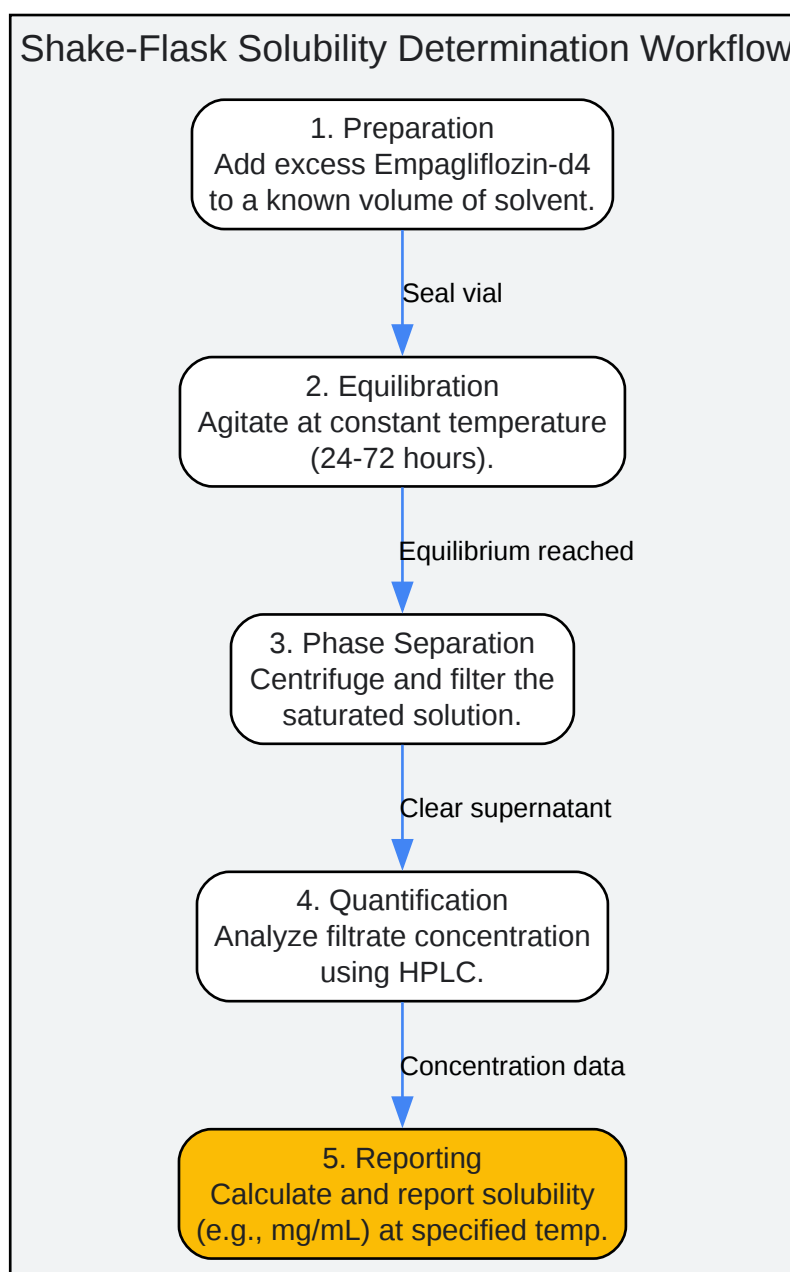 Shake-Flask Solubility Determination Workflow
1. Preparation
Add excess Empagliflozin-d4
to a known volume of solvent.
Seal vial
2. Equilibration
Agitate at constant temperature
(24-72 hours).
Equilibrium reached
3. Phase Separation
Centrifuge and filter the
saturated solution.
Clear supernatant
4. Quantification
Analyze filtrate concentration
using HPLC.
Concentration data
5. Reporting
Calculate and report solubility
(e.g., mg/mL) at specified temp.